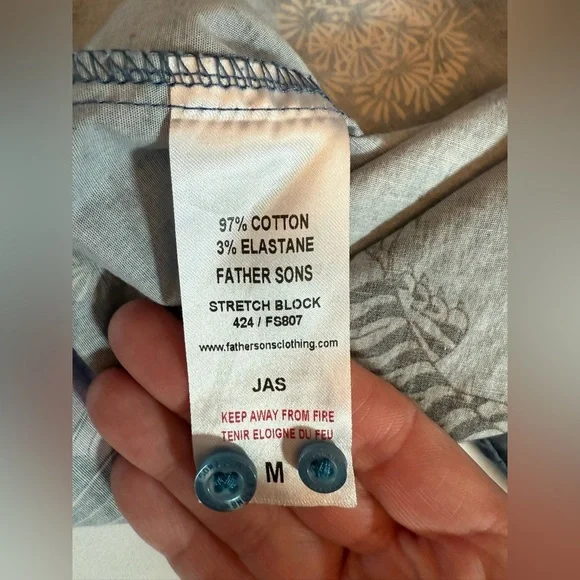 97% COTTON
3% ELASTANE
FATHER SONS
STRETCH BLOCK
424 / FS807
www.fathersonsclothing.com
JAS
KEEP AWAY FROM FIRE
TENIR ELOIGNE DU FEU
M